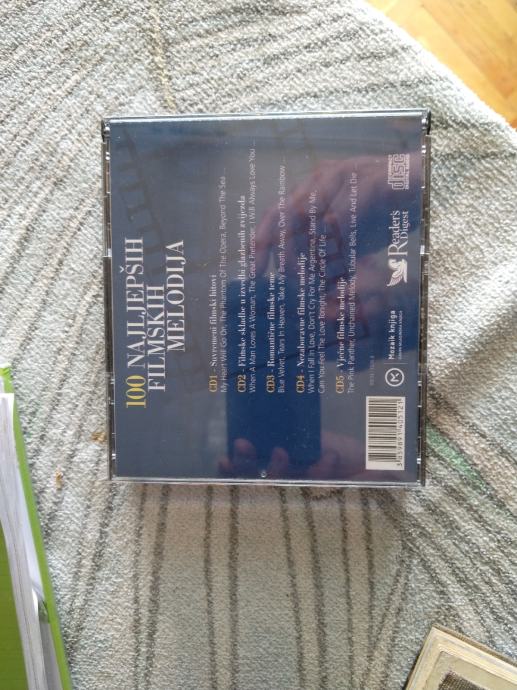 100 NAJLJEPŠIH
FILMSKIH
MELODIJA
CD1 - Suvremeni filmski hitovi
My Heart Will Go On, The Phantom Of The Opera, Beyond The Sea
CD2 - Filmske skladbe u izvedbi glazbenih zvijezda
When A Man Loves A Woman, The Great Pretender, I Will Always Love You ...
CD3 - Romantične filmske teme
Blue Velvet, Tears In Heaven, Take My Breath Away, Over The Rainbow ...
CD4 - Nezaboravne filmske melodije
When I Fall In Love, Don't Cry For Me Argentina, Stand By Me,
Can You Feel The Love Tonight, The Circle Of Life ...
CD5 - Vječne filmske melodije
The Pink Panther, Unchained Melody, Tubular Bells, Live And Let Die
Mozaik knjiga
Reader's
Digest
COMPACT
disc
DIGITAL AUDIO